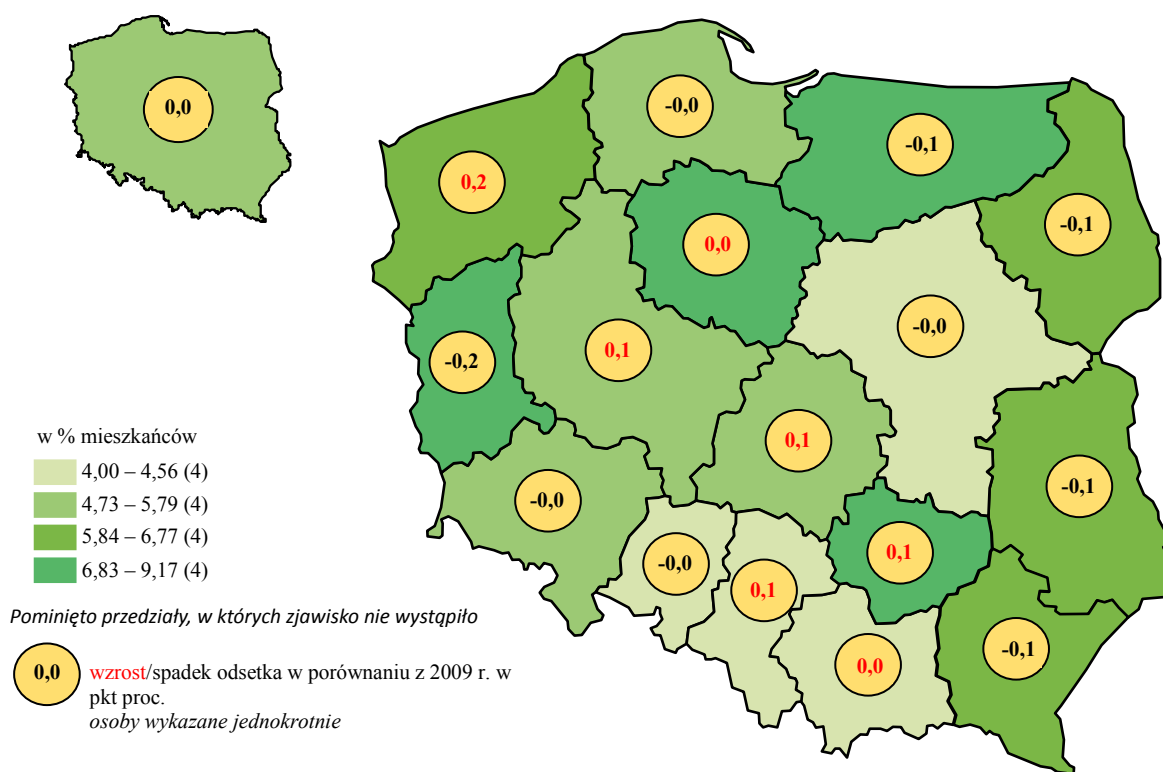 0,0
-0,0
-0,1
0,2
-0,1
0,0
-0,0
0,1
-0,2
0,1
-0,1
-0,0
0,1
-0,0
0,1
0,0
-0,1
w % mieszkańców
4,00 – 4,56 (4)
4,73 – 5,79 (4)
5,84 – 6,77 (4)
6,83 – 9,17 (4)
Pominięto przedziały, w których zjawisko nie wystąpiło
0,0
wzrost/spadek odsetka w porównaniu z 2009 r. w
pkt proc.
osoby wykazane jednokrotnie